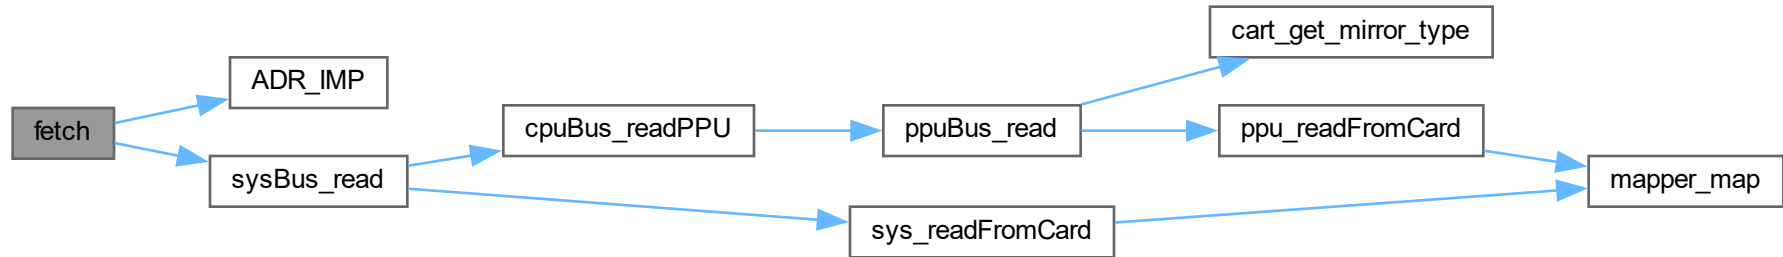 fetch
ADR_IMP
sysBus_read
cpuBus_readPPU
ppuBus_read
cart_get_mirror_type
ppu_readFromCard
sys_readFromCard
mapper_map